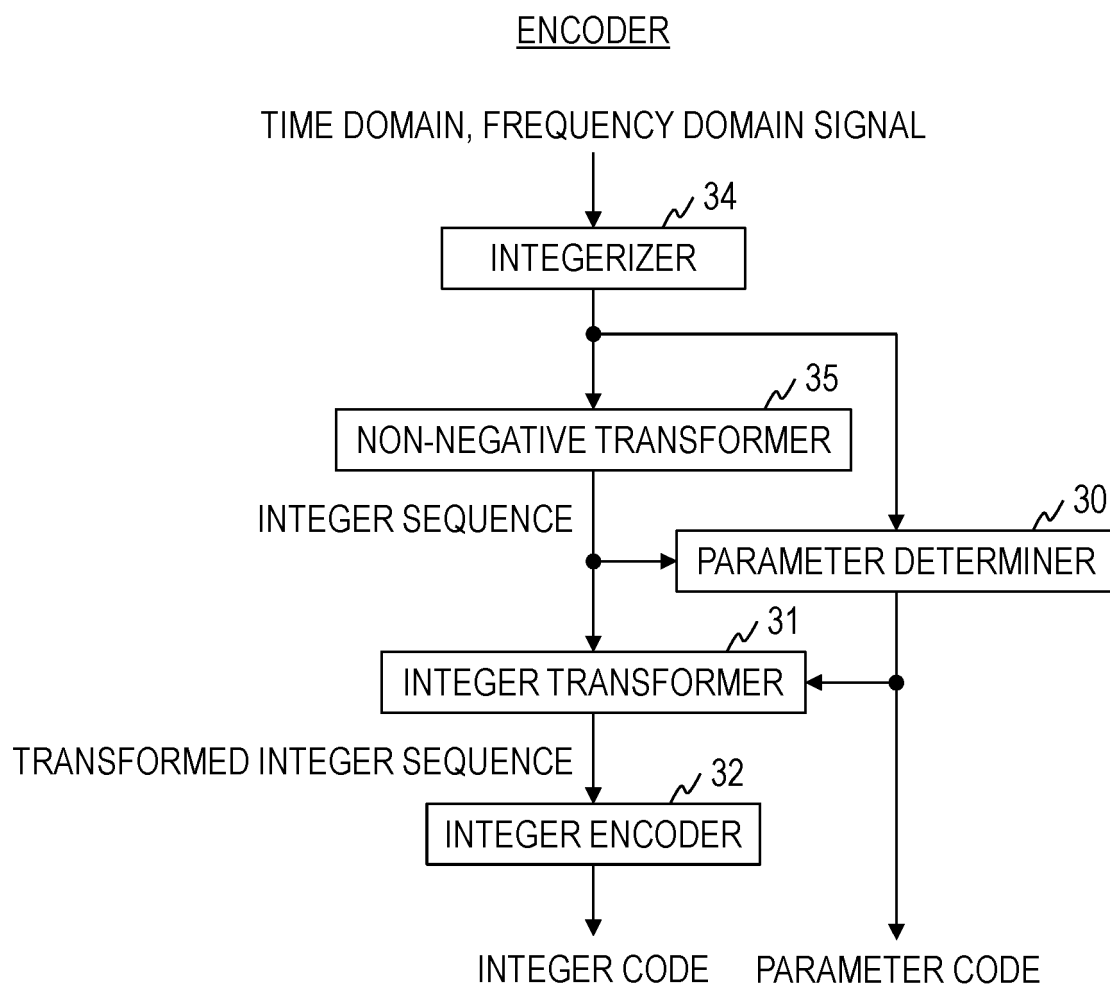 ENCODER
TIME DOMAIN, FREQUENCY DOMAIN SIGNAL
34
INTEGERIZER
35
NON-NEGATIVE TRANSFORMER
INTEGER SEQUENCE
30
PARAMETER DETERMINER
31
INTEGER TRANSFORMER
TRANSFORMED INTEGER SEQUENCE
32
INTEGER ENCODER
INTEGER CODE
PARAMETER CODE